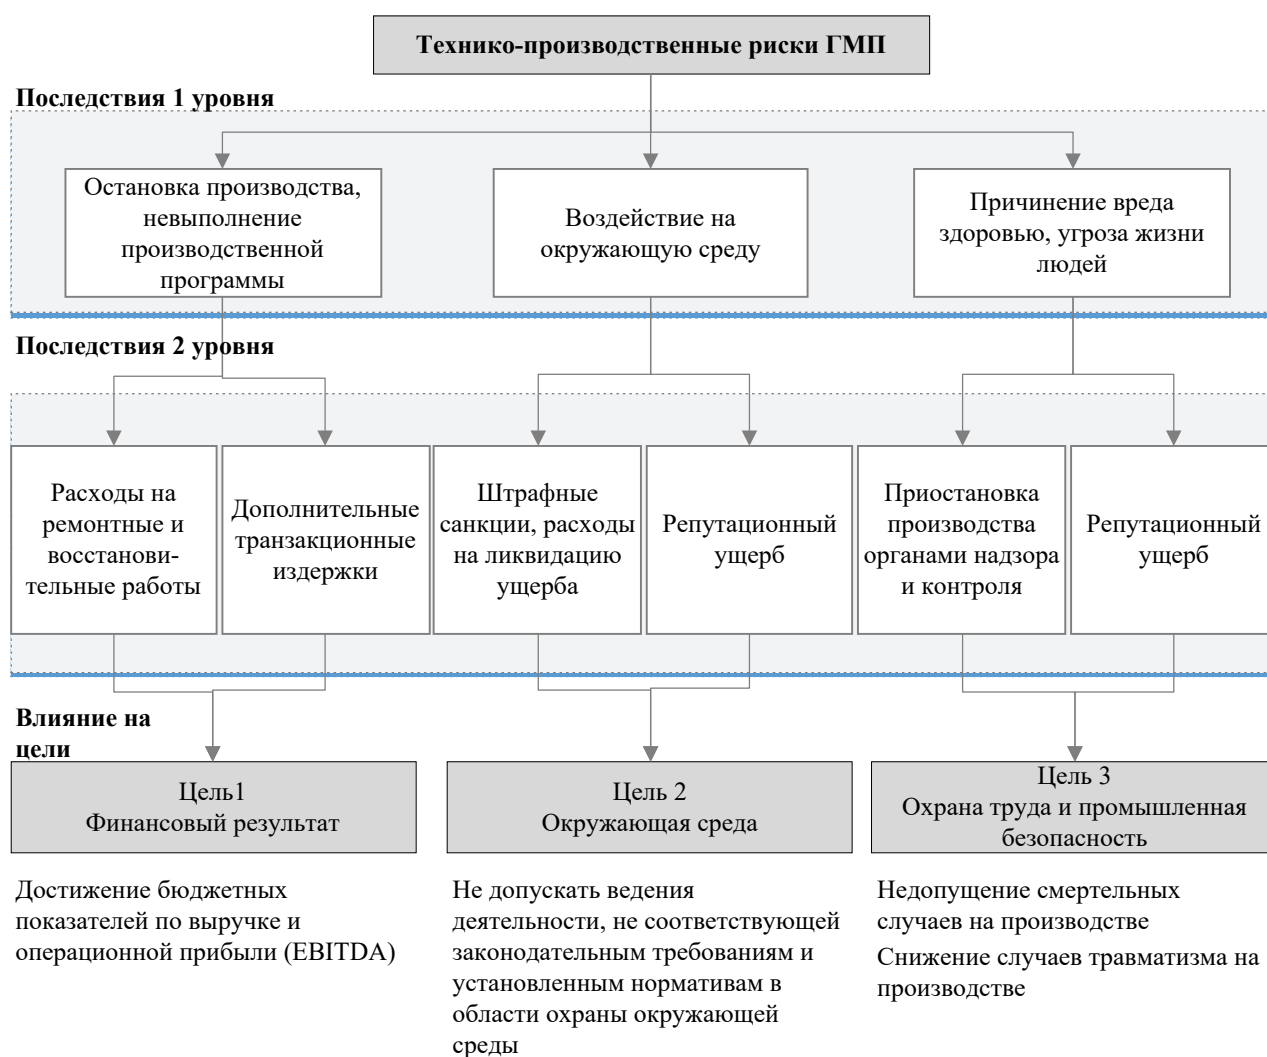 Технико-производственные риски ГМП
Последствия 1 уровня
Остановка производства,
невыполнение
производственной
программы
Воздействие на
окружающую среду
Причинение вреда
здоровью, угроза жизни
людей
Последствия 2 уровня
Расходы на
ремонтные и
восстанови-
тельные работы
Дополнительные
транзакционные
издержки
Штрафные
санкции, расходы
на ликвидацию
ущерба
Репутационный
ущерб
Приостановка
производства
органами надзора
и контроля
Репутационный
ущерб
Влияние на
цели
Цель1
Финансовый результат
Цель 2
Окружающая среда
Цель 3
Охрана труда и промышленная
безопасность
Достижение бюджетных
показателей по выручке и
операционной прибыли (EBITDA)
Не допускать ведения
деятельности, не соответствующей
законодательным требованиям и
установленным нормативам в
области охраны окружающей
среды
Недопущение смертельных
случаев на производстве
Снижение случаев травматизма на
производстве